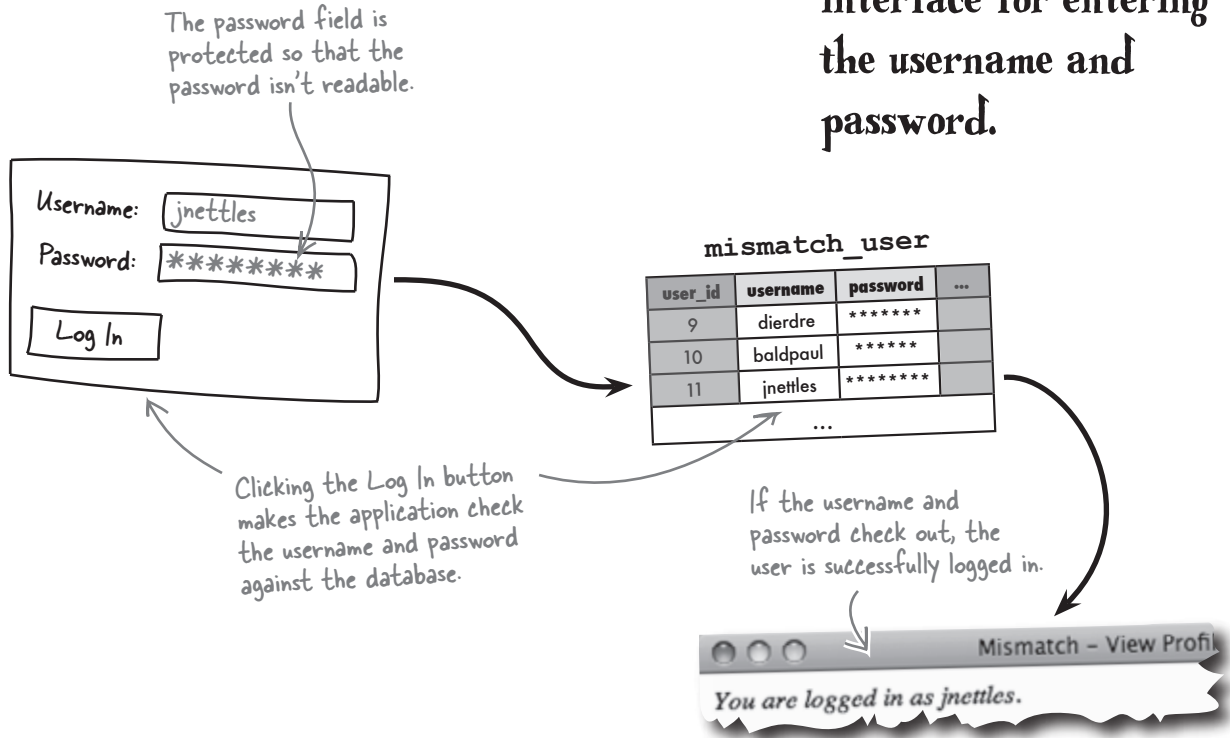 The password field is
protected so that the
password isn't readable.
interface for entering
the username and
password.
Username: jnettles
Password: ********
Log In
mismatch_user
user_id username password ...
9 dierdre *******
10 baldpaul ******
11 jnettles ********
...
Clicking the Log In button
makes the application check
the username and password
against the database.
If the username and
password check out, the
user is successfully logged in.
Mismatch – View Profi
You are logged in as jnettles.